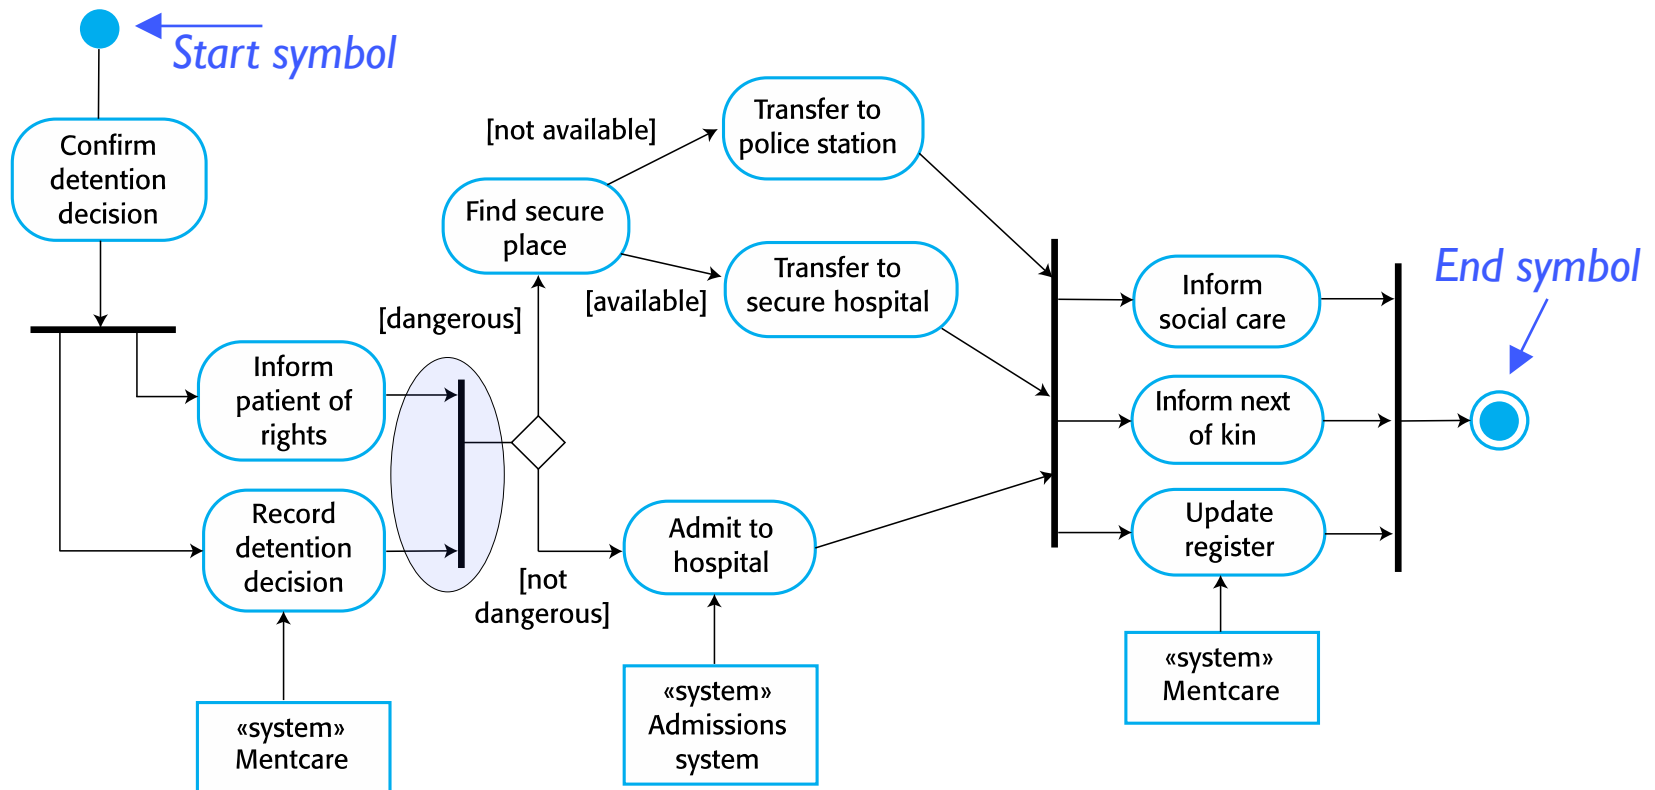 Start symbol
Confirm
detention
decision
Inform
patient of
rights
Record
detention
decision
«system»
Mentcare
[dangerous]
[not
dangerous]
Find secure
place
[not available]
[available]
Transfer to
police station
Transfer to
secure hospital
Admit to
hospital
«system»
Admissions
system
Inform
social care
Inform next
of kin
Update
register
«system»
Mentcare
End symbol